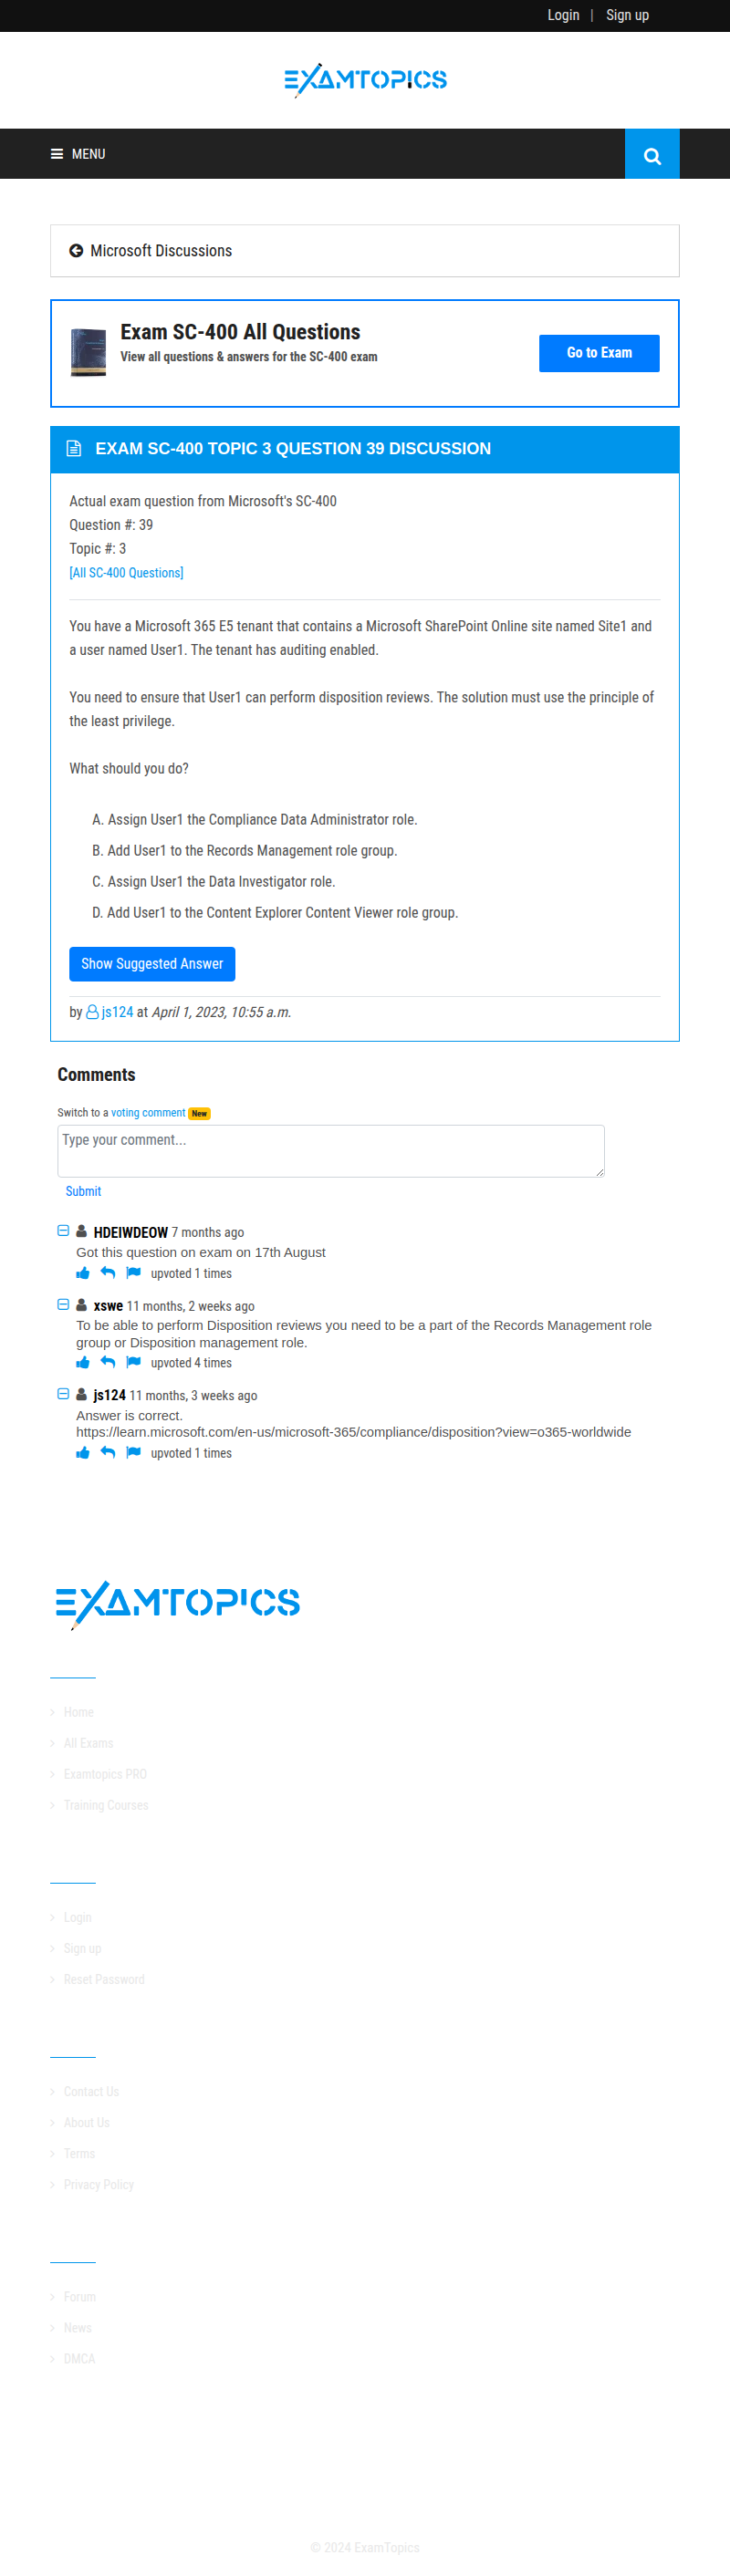 Login | Sign up
EXAMTOPICS
MENU
Microsoft Discussions
Exam SC-400 All Questions
View all questions & answers for the SC-400 exam
Go to Exam
EXAM SC-400 TOPIC 3 QUESTION 39 DISCUSSION
Actual exam question from Microsoft's SC-400
Question #: 39
Topic #: 3
[All SC-400 Questions]
You have a Microsoft 365 E5 tenant that contains a Microsoft SharePoint Online site named Site1 and
a user named User1. The tenant has auditing enabled.
You need to ensure that User1 can perform disposition reviews. The solution must use the principle of
the least privilege.
What should you do?
A. Assign User1 the Compliance Data Administrator role.
B. Add User1 to the Records Management role group.
C. Assign User1 the Data Investigator role.
D. Add User1 to the Content Explorer Content Viewer role group.
Show Suggested Answer
by js124 at April 1, 2023, 10:55 a.m.
Comments
Switch to a voting comment New
Type your comment...
Submit
HDEIWDEOW 7 months ago
Got this question on exam on 17th August
upvoted 1 times
xswe 11 months, 2 weeks ago
To be able to perform Disposition reviews you need to be a part of the Records Management role
group or Disposition management role.
upvoted 4 times
js124 11 months, 3 weeks ago
Answer is correct.
https://learn.microsoft.com/en-us/microsoft-365/compliance/disposition?view=o365-worldwide
upvoted 1 times
EXAMTOPICS
Home
All Exams
Examtopics PRO
Training Courses
Login
Sign up
Reset Password
Contact Us
About Us
Terms
Privacy Policy
Forum
News
DMCA
© 2024 ExamTopics